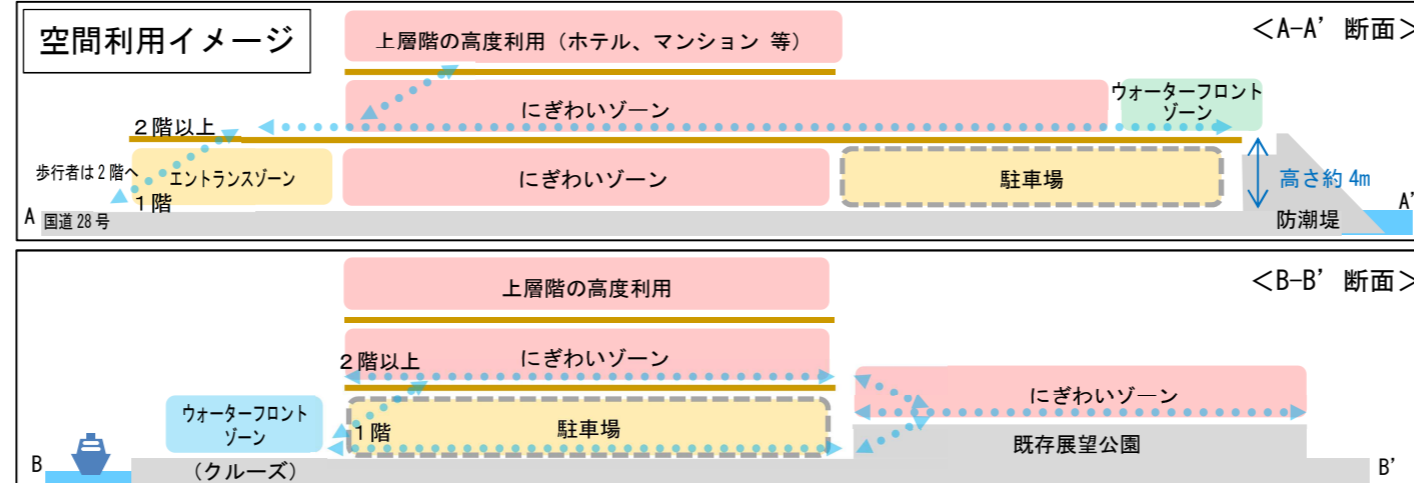 空間利用イメージ
<A-A' 断面>
上層階の高度利用（ホテル、マンション 等）
にぎわいゾーン
ウォーターフロント
ゾーン
２階以上
歩行者は２階へ
エントランスゾーン
にぎわいゾーン
駐車場
高さ約 4m
１階
A
国道 28 号
防潮堤
A'
<B-B' 断面>
上層階の高度利用
２階以上
にぎわいゾーン
にぎわいゾーン
ウォーターフロント
ゾーン
１階
駐車場
既存展望公園
B
（クルーズ）
B'